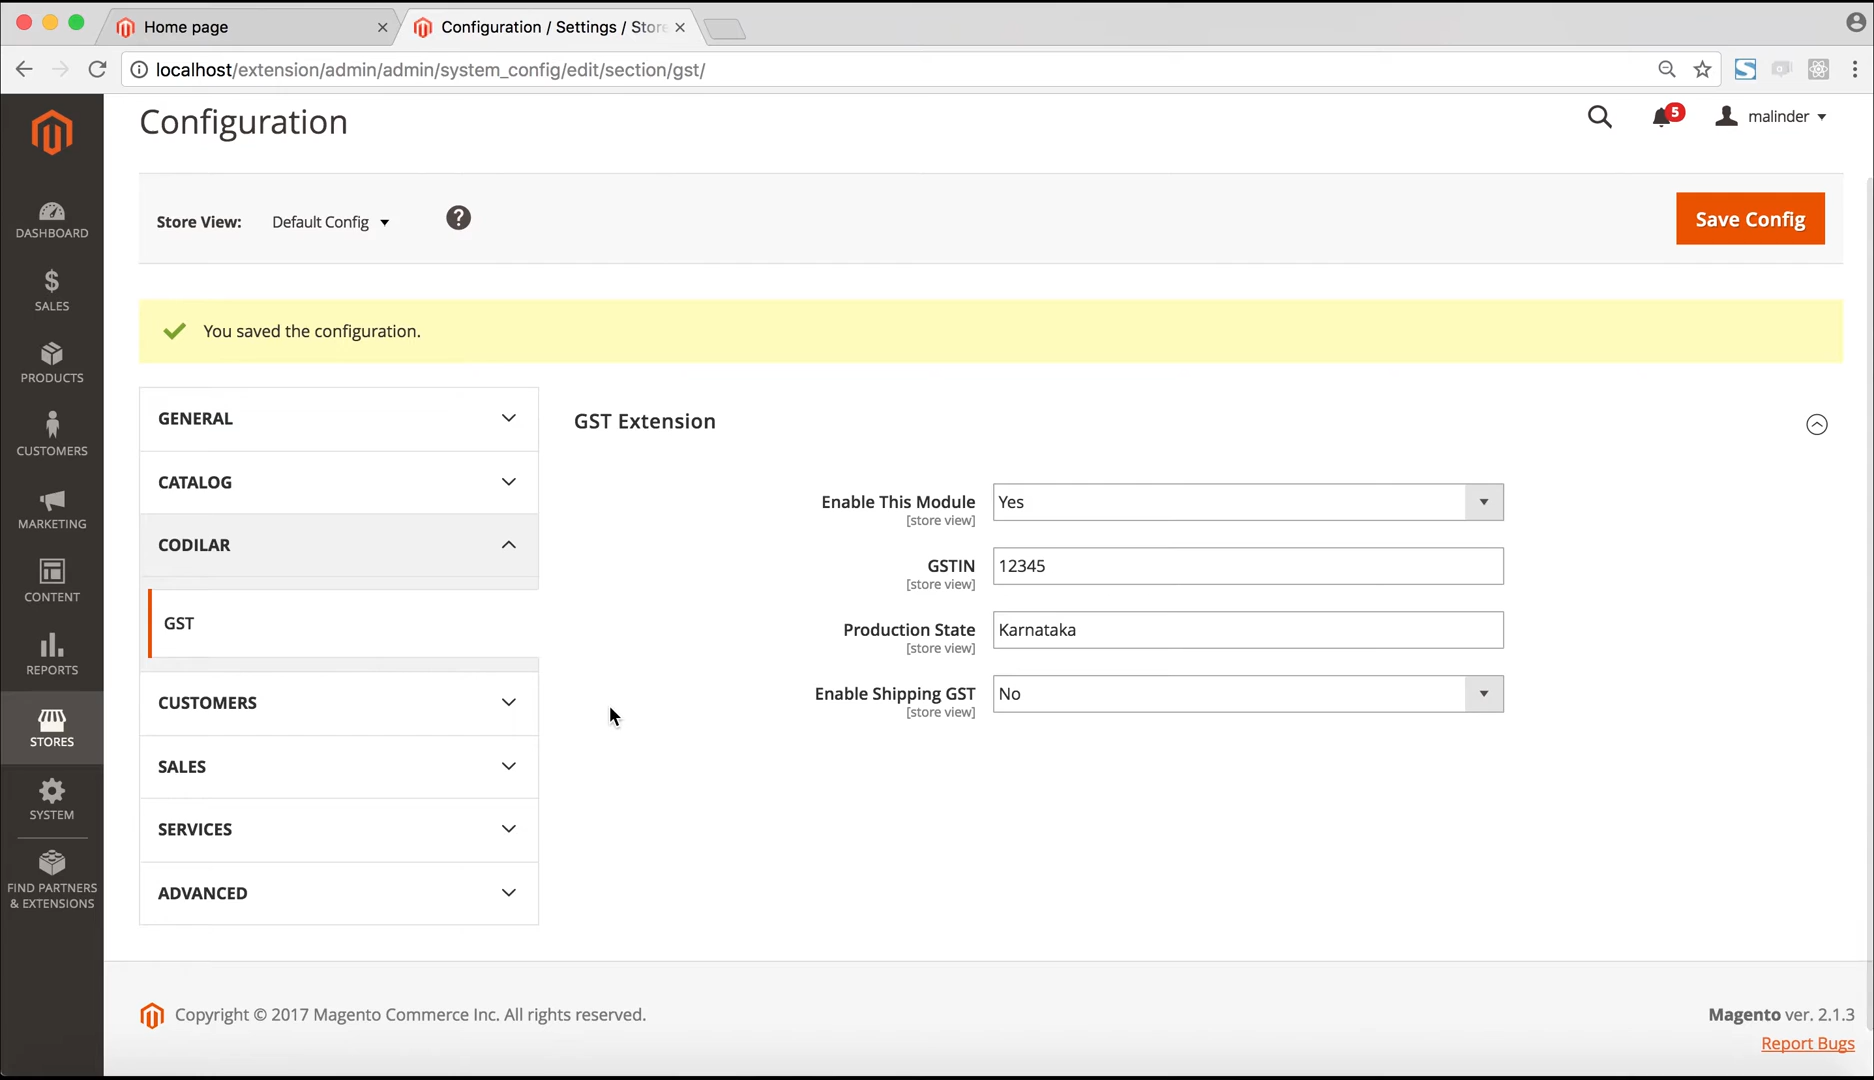 Home page
Configuration / Settings / Store
localhost/extension/admin/admin/system_config/edit/section/gst/
Configuration
5
malinder
Store View:
Default Config
?
Save Config
You saved the configuration.
DASHBOARD
$
SALES
PRODUCTS
CUSTOMERS
MARKETING
CONTENT
REPORTS
STORES
SYSTEM
FIND PARTNERS
& EXTENSIONS
GENERAL
CATALOG
CODILAR
GST
CUSTOMERS
SALES
SERVICES
ADVANCED
GST Extension
Enable This Module
[store view]
Yes
GSTIN
[store view]
12345
Production State
[store view]
Karnataka
Enable Shipping GST
[store view]
No
Copyright © 2017 Magento Commerce Inc. All rights reserved.
Magento ver. 2.1.3
Report Bugs